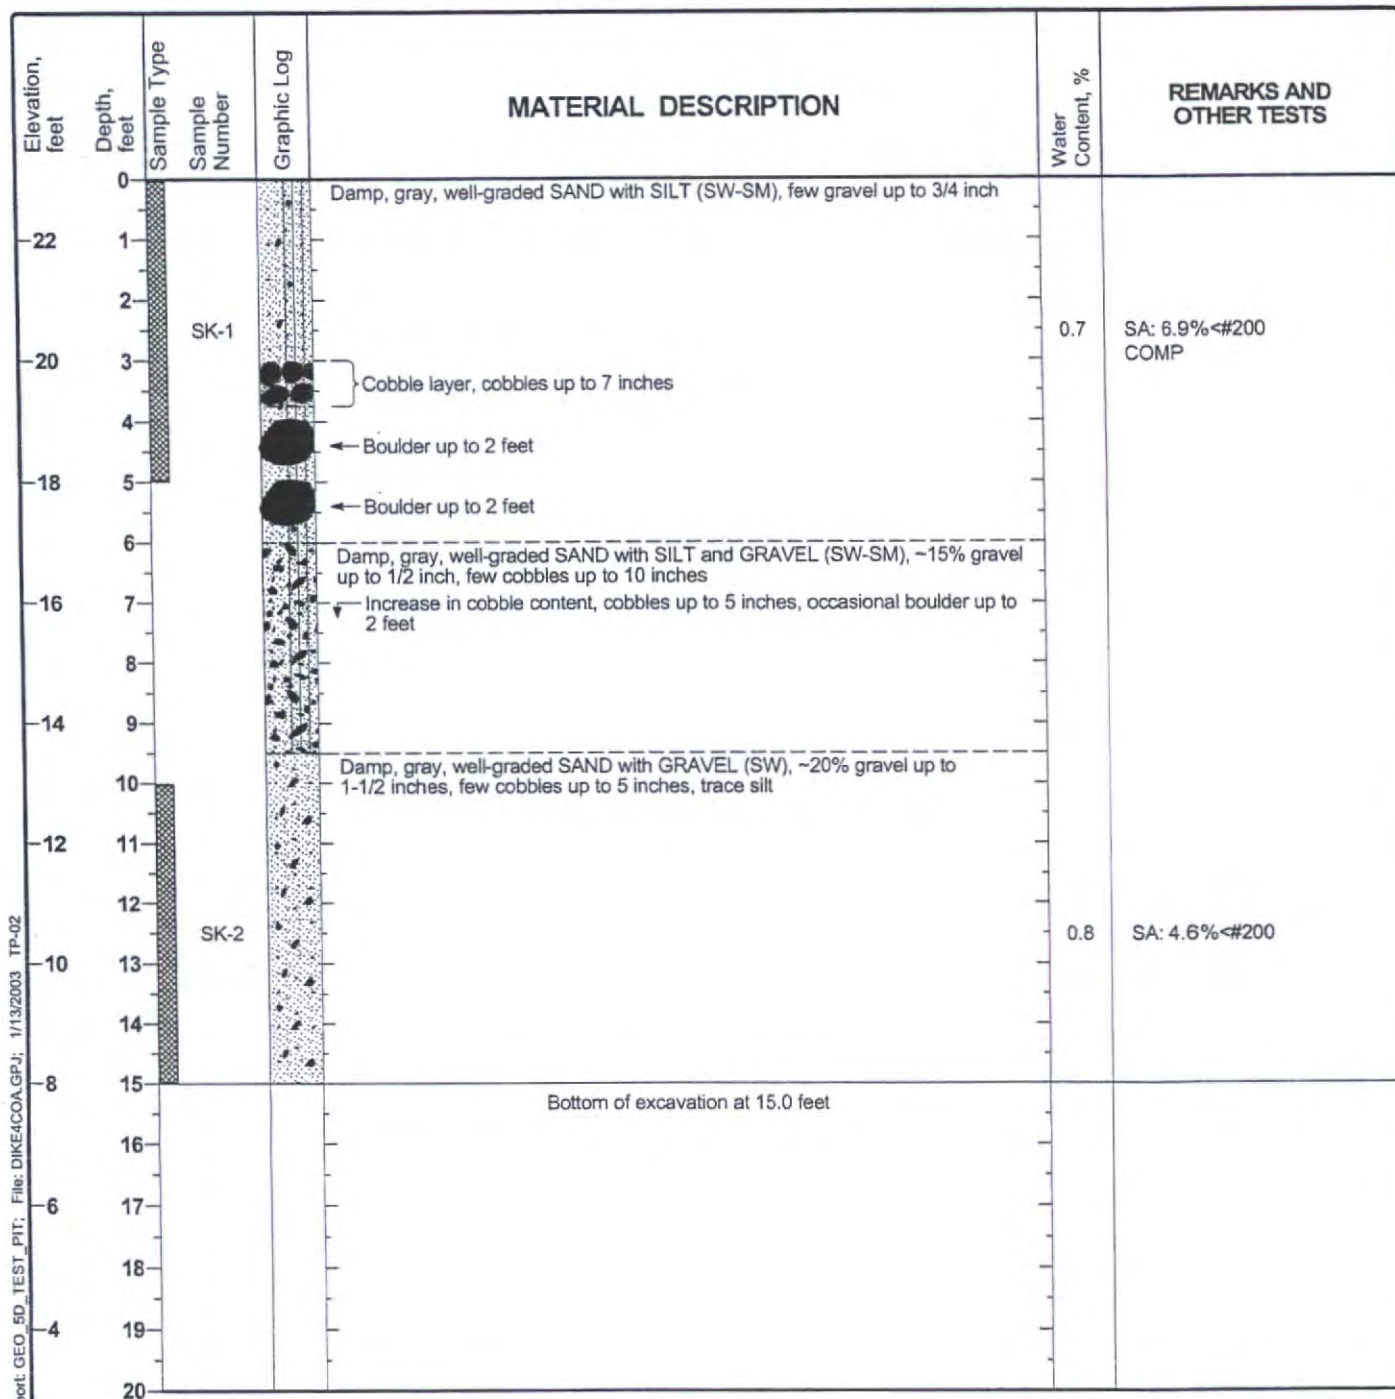 Elevation, feet
Depth, feet
Sample Type
Sample Number
Graphic Log
MATERIAL DESCRIPTION
Water Content, %
REMARKS AND
OTHER TESTS
0
Damp, gray, well-graded SAND with SILT (SW-SM), few gravel up to 3/4 inch
22
1
2
SK-1
0.7
SA: 6.9%<#200
COMP
20
3
Cobble layer, cobbles up to 7 inches
4
Boulder up to 2 feet
18
5
Boulder up to 2 feet
6
Damp, gray, well-graded SAND with SILT and GRAVEL (SW-SM), ~15% gravel
up to 1/2 inch, few cobbles up to 10 inches
16
7
Increase in cobble content, cobbles up to 5 inches, occasional boulder up to
2 feet
8
14
9
Damp, gray, well-graded SAND with GRAVEL (SW), ~20% gravel up to
1-1/2 inches, few cobbles up to 5 inches, trace silt
10
12
11
12
SK-2
0.8
SA: 4.6%<#200
10
13
14
8
15
Bottom of excavation at 15.0 feet
16
6
17
18
4
19
20
port: GEO_5D_TEST_PIT; File: DIKE4COA.GPJ; 1/13/2003 TP-02